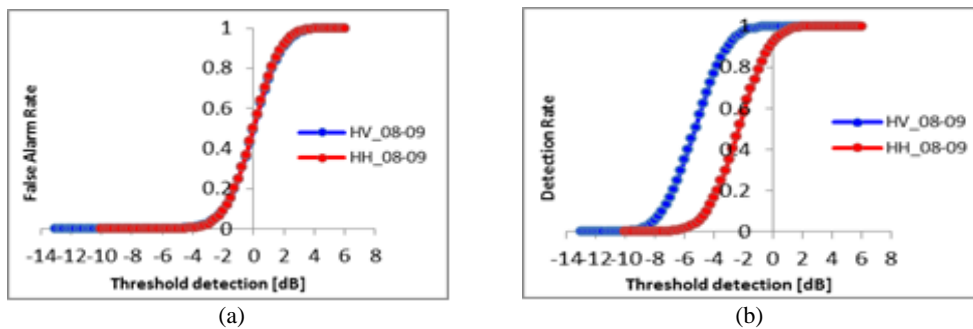 1
0.8
0.6
0.4
0.2
0
False Alarm Rate
HV_08-09
HH_08-09
-14 -12 -10 -8 -6 -4 -2 0 2 4 6 8
Threshold detection [dB]
(a)
1
0.8
0.6
0.4
0.2
0
Detection Rate
HV_08-09
HH_08-09
-14 -12 -10 -8 -6 -4 -2 0 2 4 6 8
Threshold detection [dB]
(b)